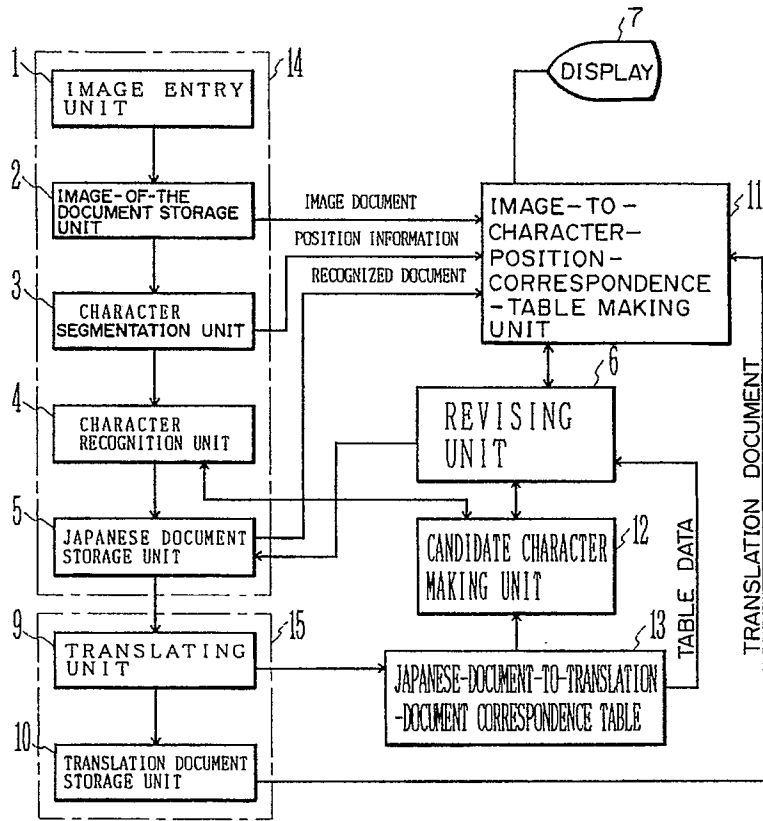 7
DISPLAY
14
1
IMAGE ENTRY
UNIT
2
IMAGE-OF-THE
DOCUMENT STORAGE
UNIT
IMAGE DOCUMENT
POSITION INFORMATION
RECOGNIZED DOCUMENT
11
IMAGE-TO-
CHARACTER-
POSITION-
CORRESPONDENCE
-TABLE MAKING
UNIT
3
CHARACTER
SEGMENTATION UNIT
4
CHARACTER
RECOGNITION UNIT
6
REVISING
UNIT
5
JAPANESE DOCUMENT
STORAGE UNIT
12
CANDIDATE CHARACTER
MAKING UNIT
TABLE DATA
TRANSLATION DOCUMENT
15
9
TRANSLATING
UNIT
13
JAPANESE-DOCUMENT-TO-TRANSLATION
-DOCUMENT CORRESPONDENCE TABLE
10
TRANSLATION DOCUMENT
STORAGE UNIT